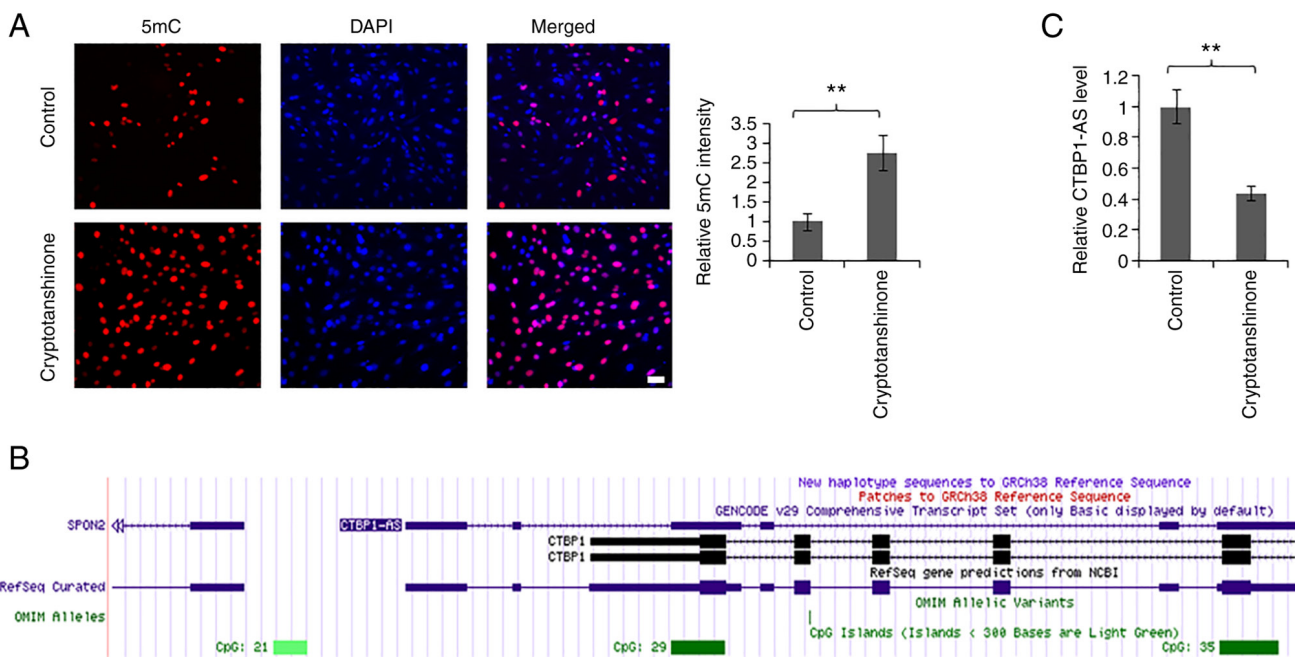 A
5mC
DAPI
Merged
Control
Cryptotanshinone
**
Relative 5mC intensity
3.5
3
2.5
2
1.5
1
0.5
0
Control
Cryptotanshinone
C
**
Relative CTBP1-AS level
1.2
1
0.8
0.6
0.4
0.2
0
Control
Cryptotanshinone
B
New haplotype sequences to GRCh38 Reference Sequence
Patches to GRCh38 Reference Sequence
GENCODE v29 Comprehensive Transcript Set (only Basic displayed by default)
SPON2
CTBP1-AS
CTBP1
CTBP1
RefSeq gene predictions from NCBI
RefSeq Curated
OMIM Allelic Variants
OMIM Alleles
CpG Islands (Islands < 300 Bases are Light Green)
CpG: 21
CpG: 29
CpG: 35